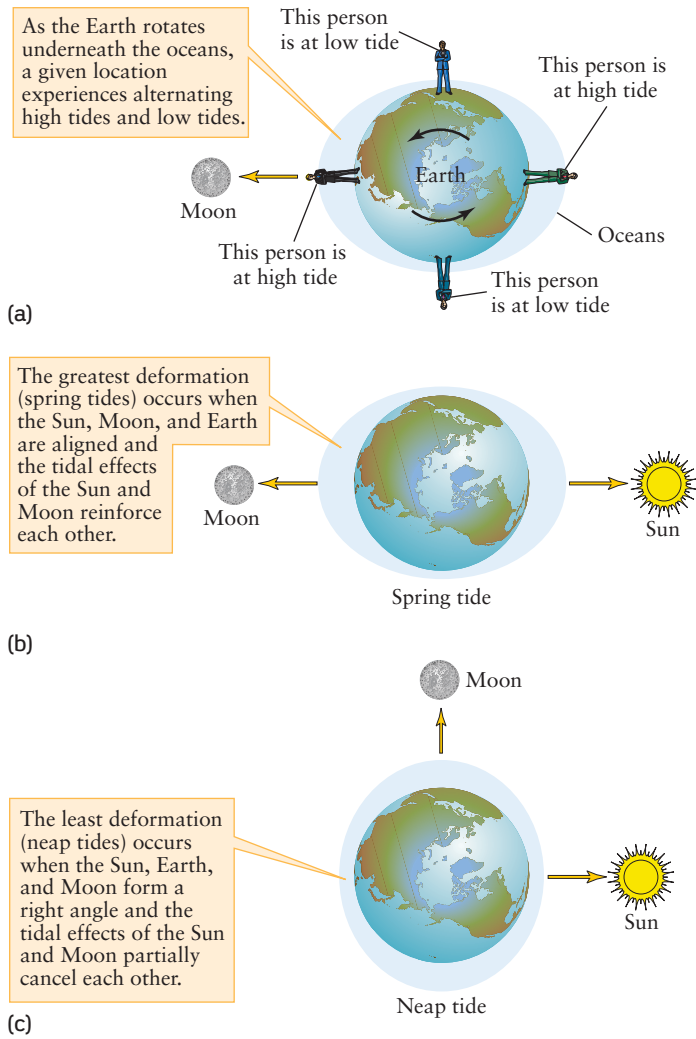 As the Earth rotates
underneath the oceans,
a given location
experiences alternating
high tides and low tides.
This person
is at low tide
This person is
at high tide
Earth
Moon
This person is
at high tide
Oceans
This person
is at low tide
(a)
The greatest deformation
(spring tides) occurs when
the Sun, Moon, and Earth
are aligned and
the tidal effects
of the Sun and
Moon reinforce
each other.
Moon
Sun
Spring tide
(b)
Moon
The least deformation
(neap tides) occurs
when the Sun, Earth,
and Moon form a
right angle and the
tidal effects of the Sun
and Moon partially
cancel each other.
Sun
Neap tide
(c)